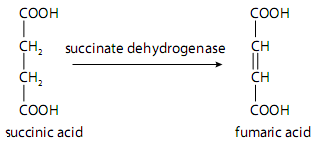 COOH
CH2
CH2
COOH
succinic acid
succinate dehydrogenase
COOH
CH
CH
COOH
fumaric acid